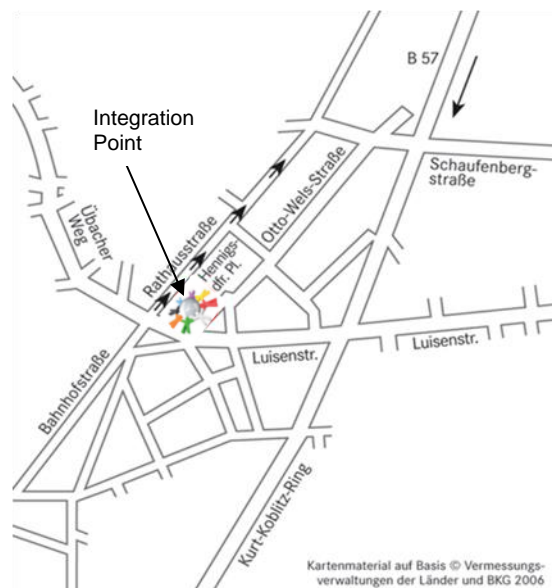 B 57
Integration
Point
Schaufenberg-
straße
Otto-Wels-Straße
Übacher
Weg
Rathausstraße
Hennigs-
dfr. Pl.
Luisenstr.
Luisenstr.
Bahnhofstraße
Kurt-Koblitz-Ring
Kartenmaterial auf Basis © Vermessungs-
verwaltungen der Länder und BKG 2006